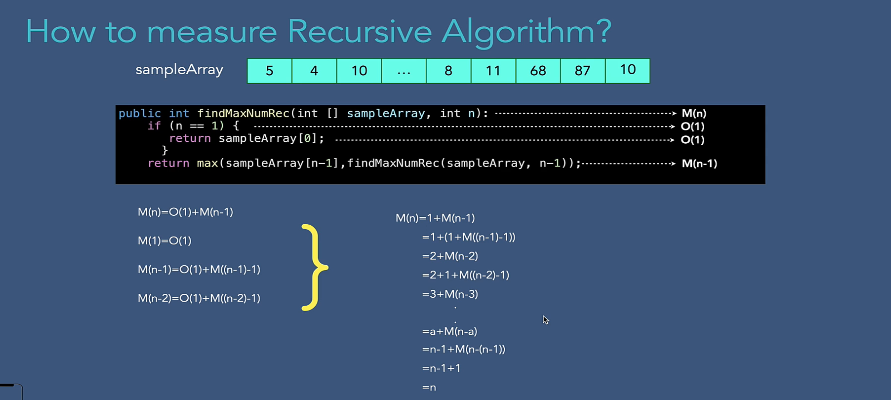 How to measure Recursive Algorithm?
sampleArray 5 4 10 ... 8 11 68 87 10
public int findMaxNumRec(int [] sampleArray, int n): M(n)
if (n == 1) { O(1)
return sampleArray[0]; O(1)
}
return max(sampleArray[n-1],findMaxNumRec(sampleArray, n-1)); M(n-1)
M(n)=O(1)+M(n-1)
M(1)=O(1)
M(n-1)=O(1)+M((n-1)-1)
M(n-2)=O(1)+M((n-2)-1)
M(n)=1+M(n-1)
=1+(1+M((n-1)-1))
=2+M(n-2)
=2+1+M((n-2)-1)
=3+M(n-3)
.
.
=a+M(n-a)
=n-1+M(n-(n-1))
=n-1+1
=n